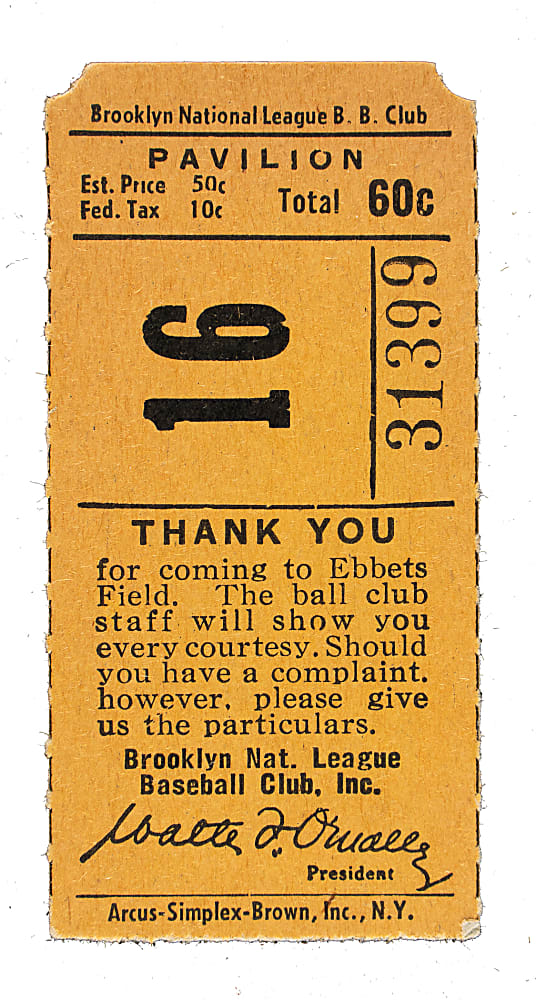 Brooklyn National League B. B. Club
PAVILION
Est. Price 50c
Fed. Tax 10c
Total 60c
16
31399
THANK YOU
for coming to Ebbets
Field. The ball club
staff will show you
every courtesy. Should
you have a complaint.
however, please give
us the particulars.
Brooklyn Nat. League
Baseball Club, Inc.
Walter F. O'Malley
President
Arcus-Simplex-Brown, Inc., N.Y.